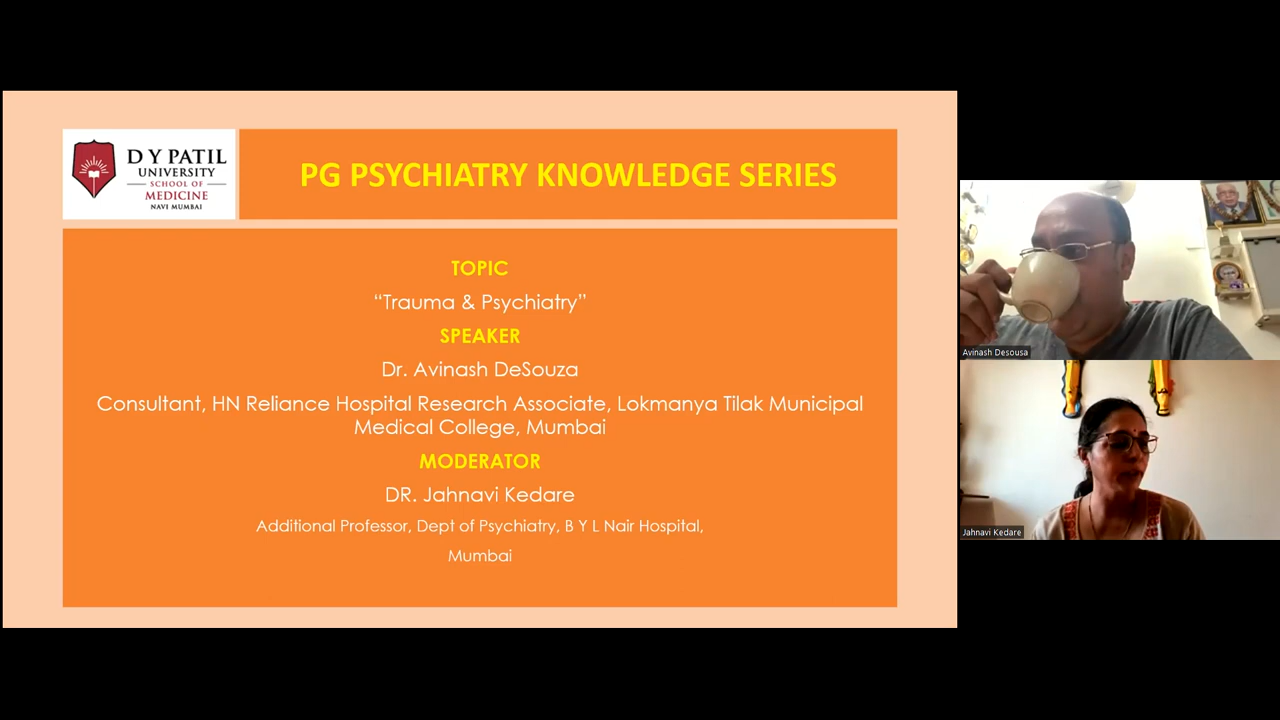 D Y PATIL
UNIVERSITY
SCHOOL OF
MEDICINE
NAVI MUMBAI
PG PSYCHIATRY KNOWLEDGE SERIES
TOPIC
“Trauma & Psychiatry”
SPEAKER
Dr. Avinash DeSouza
Consultant, HN Reliance Hospital Research Associate, Lokmanya Tilak Municipal
Medical College, Mumbai
MODERATOR
DR. Jahnavi Kedare
Additional Professor, Dept of Psychiatry, B Y L Nair Hospital,
Mumbai
Avinash Desousa
Jahnavi Kedare